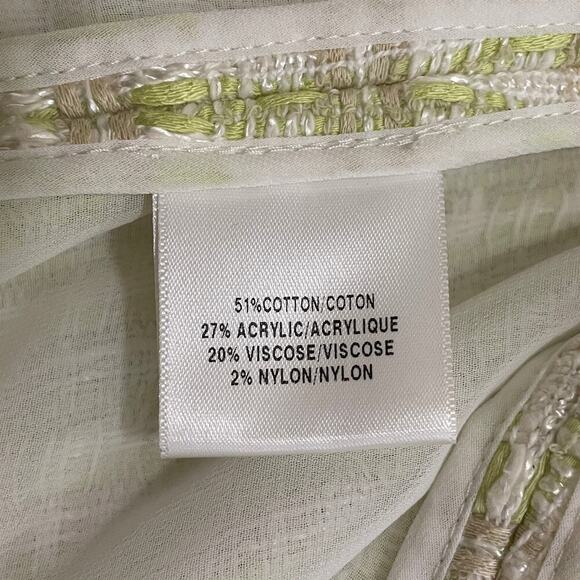 51%COTTON/COTON
27% ACRYLIC/ACRYLIQUE
20% VISCOSE/VISCOSE
2% NYLON/NYLON